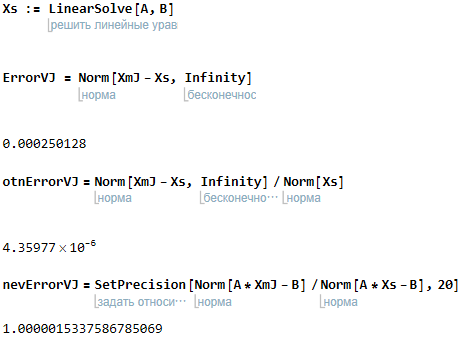 Xs := LinearSolve[A, B]
решить линейные урав
ErrorVJ = Norm[XmJ - Xs, Infinity]
норма бесконечнос
0.000250128
otnErrorVJ = Norm[XmJ - Xs, Infinity] / Norm[Xs]
норма бесконечно… норма
4.35977 × 10⁻⁶
nevErrorVJ = SetPrecision[Norm[A * XmJ - B] / Norm[A * Xs - B], 20]
задать относи… норма норма
1.0000015337586785069